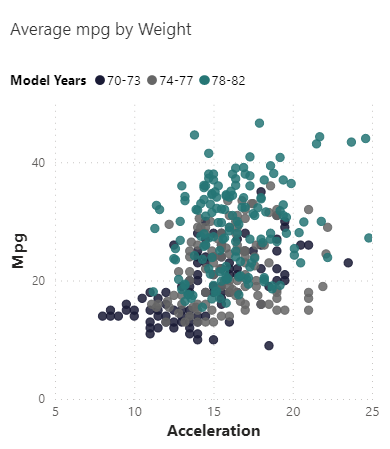 Average mpg by Weight
Model Years 70-73 74-77 78-82
40
20
0
Mpg
5 10 15 20 25
Acceleration